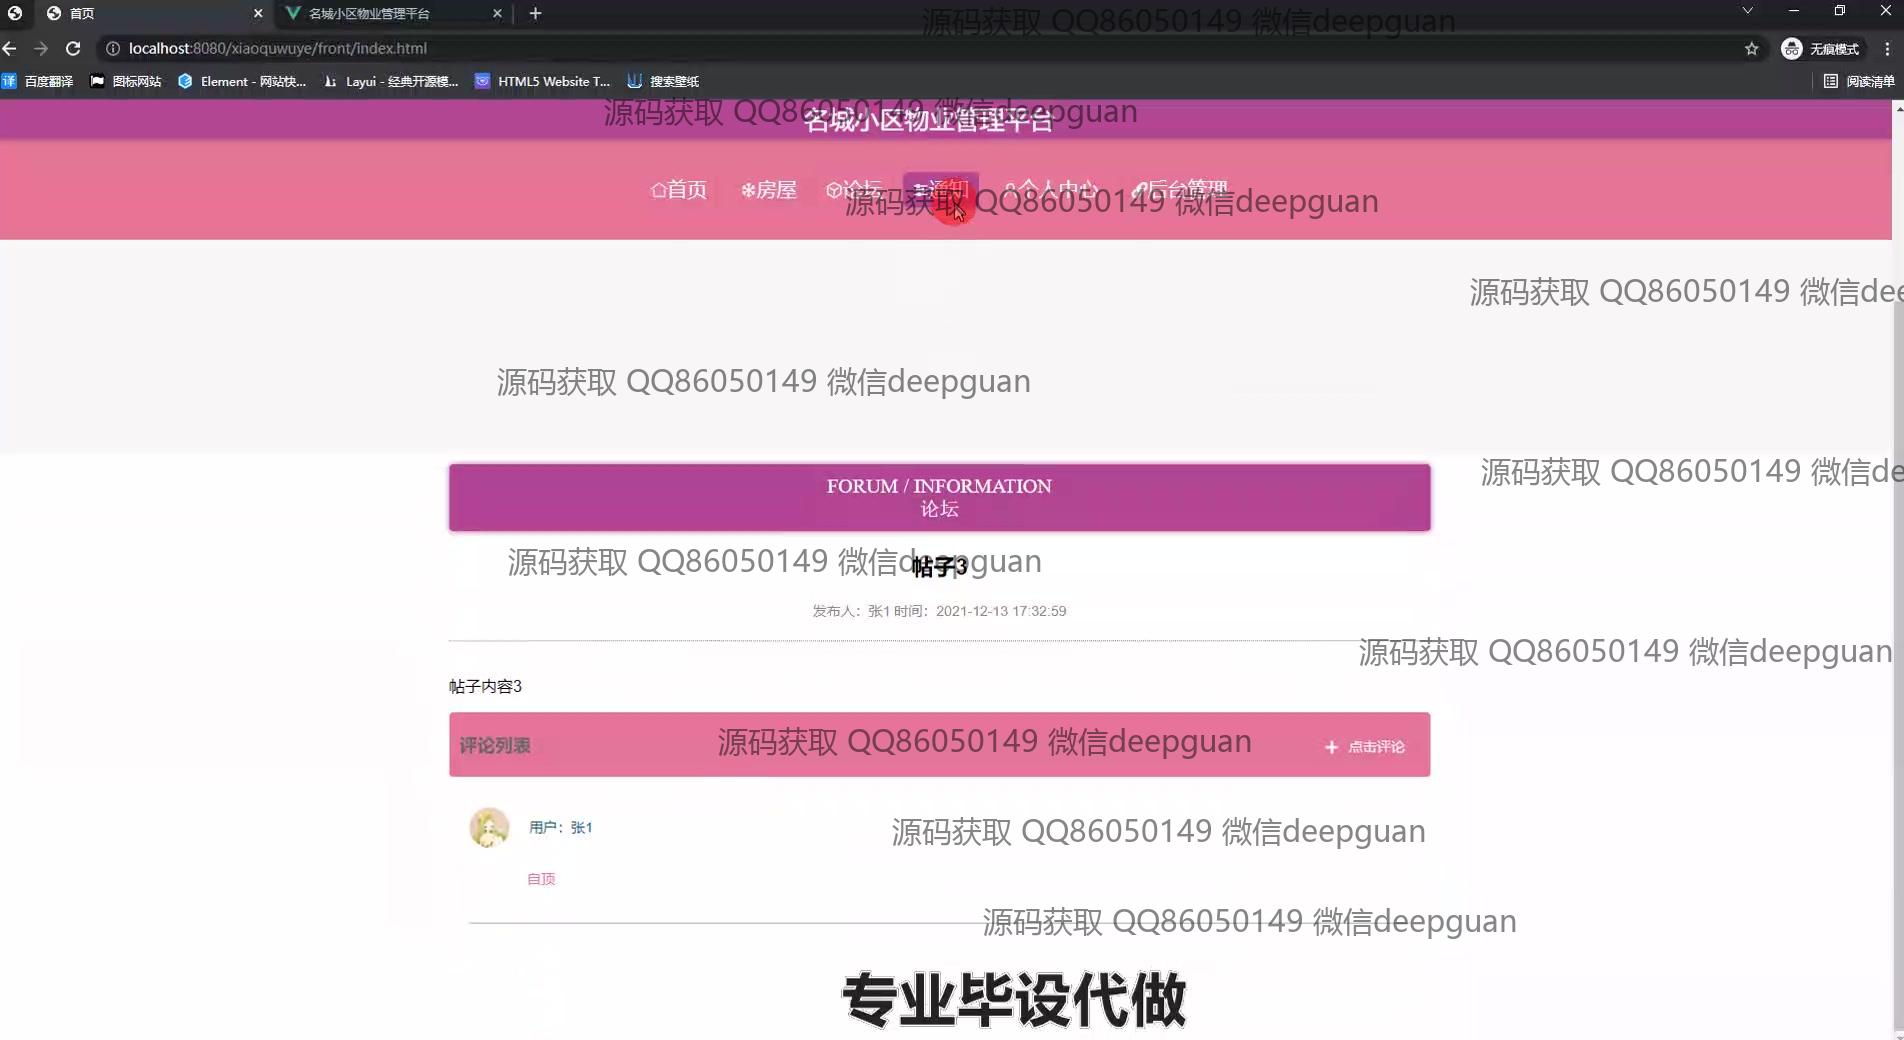 首页
名城小区物业管理平台
源码获取 QQ86050149 微信deepguan
localhost:8080/xiaoquwuye/front/index.html
无痕模式
百度翻译
图标网站
Element - 网站快...
Layui - 经典开源模...
HTML5 Website T...
搜索壁纸
阅读清单
源码获取 QQ86050149 微信deepguan
名城小区物业管理平台
首页
房屋
论坛
通知
个人中心
后台管理
源码获取 QQ86050149 微信deepguan
源码获取 QQ86050149 微信dee
源码获取 QQ86050149 微信deepguan
源码获取 QQ86050149 微信de
FORUM / INFORMATION
论坛
源码获取 QQ86050149 微信deepguan
帖子3
发布人：张1 时间：2021-12-13 17:32:59
源码获取 QQ86050149 微信deepguan
帖子内容3
评论列表
源码获取 QQ86050149 微信deepguan
点击评论
用户：张1
源码获取 QQ86050149 微信deepguan
自顶
源码获取 QQ86050149 微信deepguan
专业毕设代做